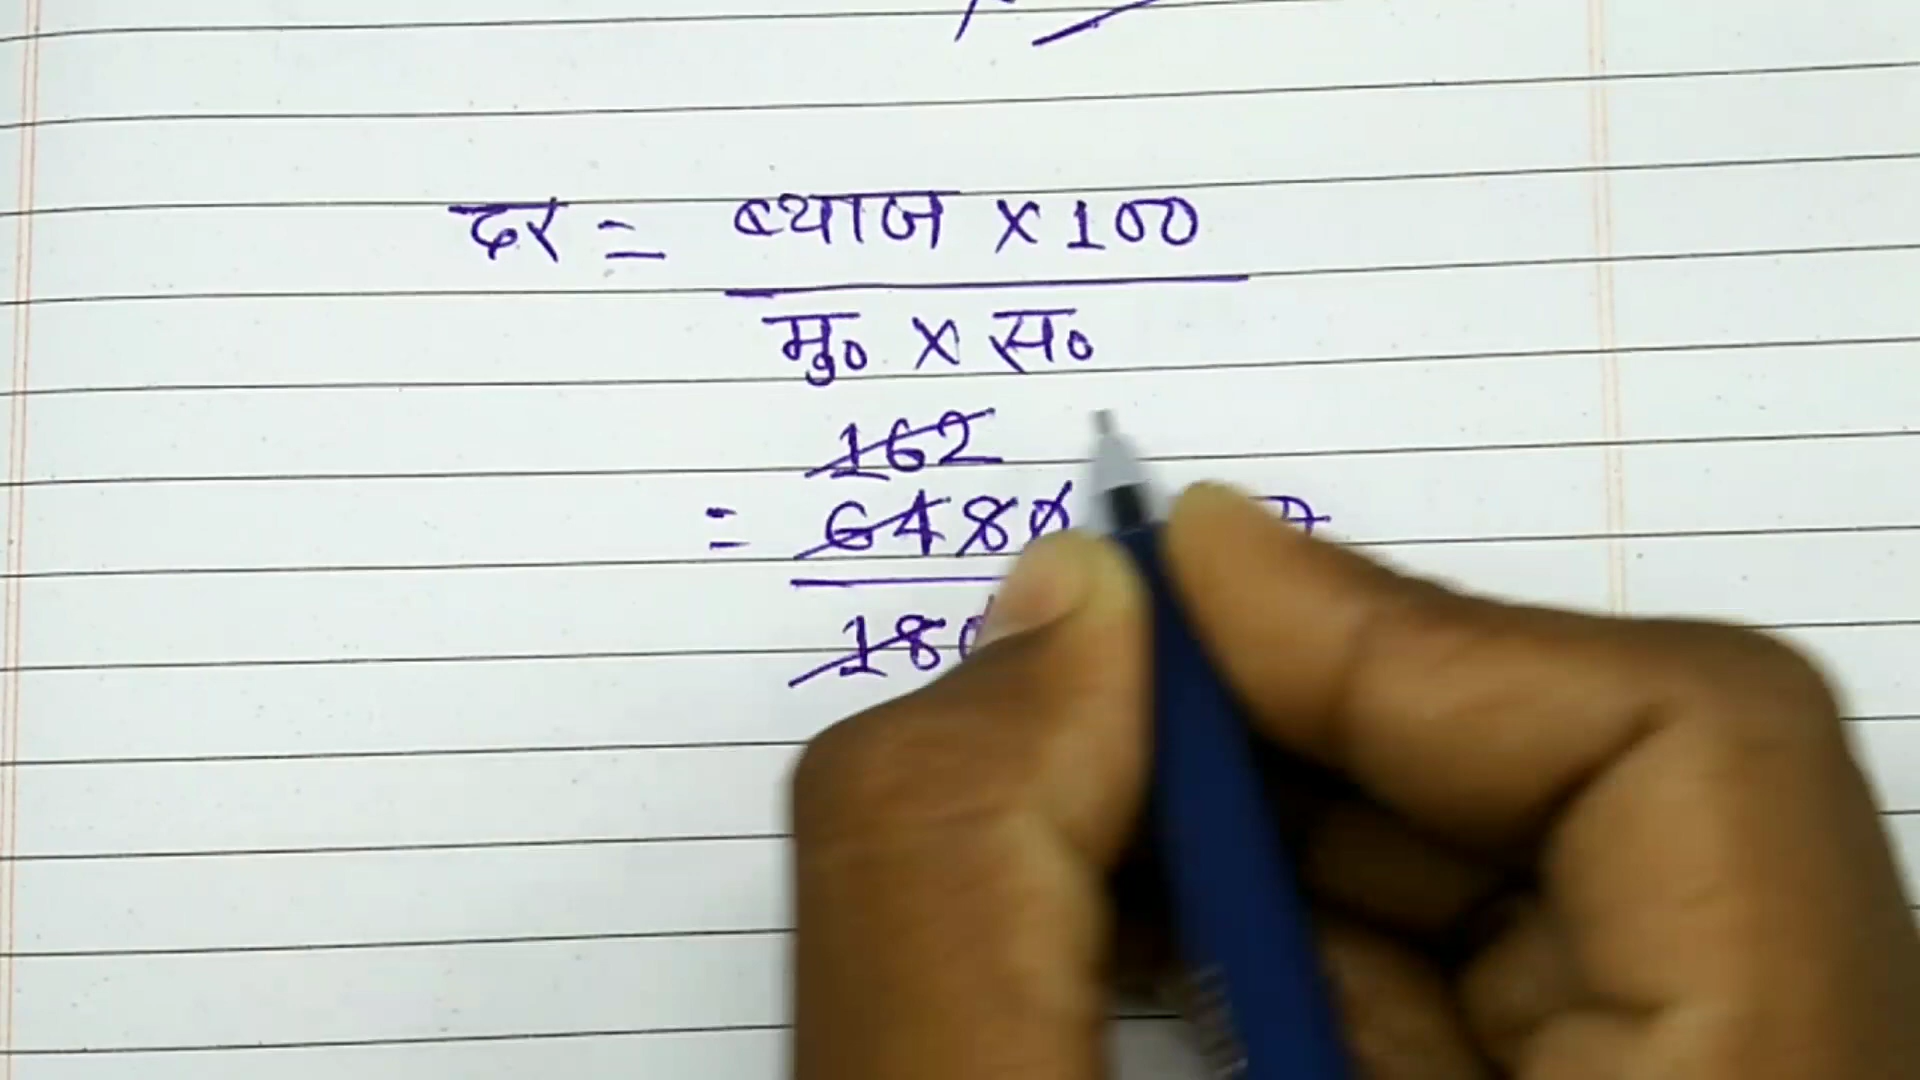 दर = ब्याज x 100
मु० x स०
162
= 6480
180